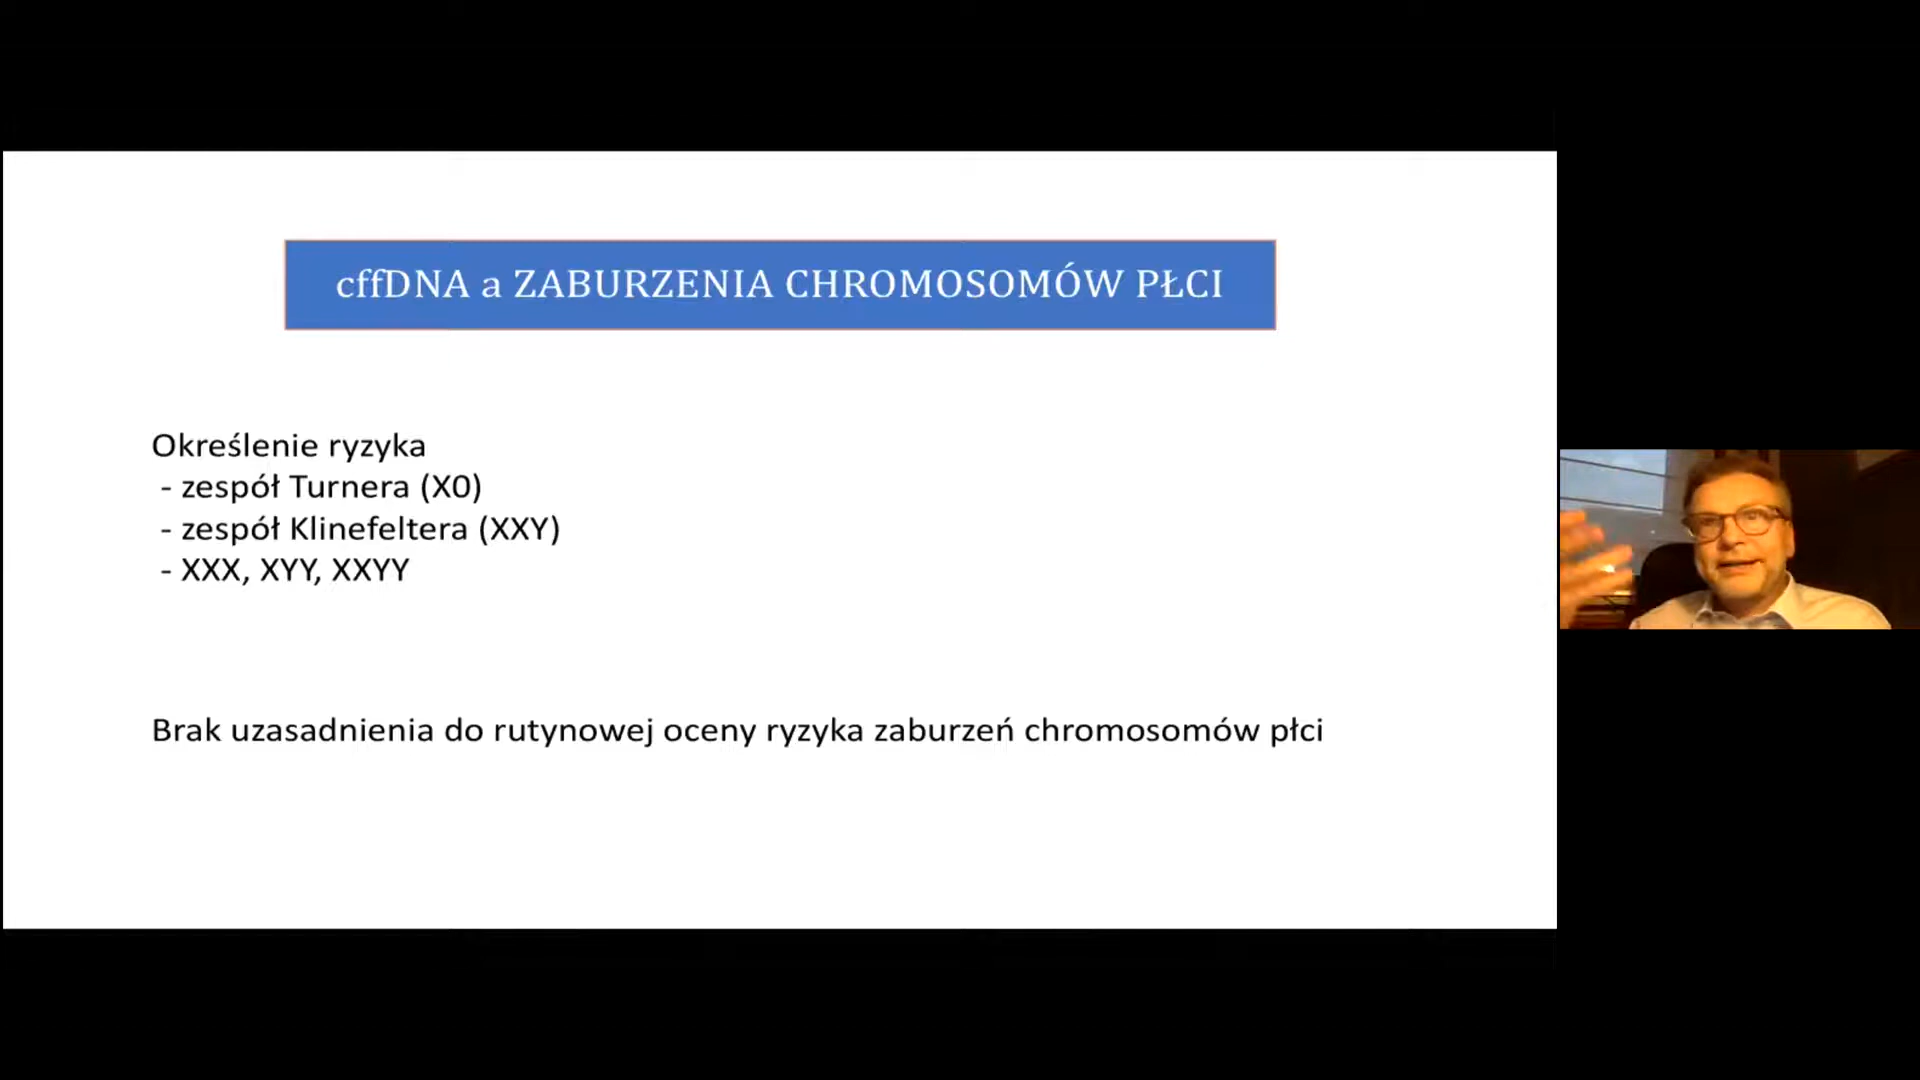 cffDNA a ZABURZENIA CHROMOSOMÓW PŁCI
Określenie ryzyka
- zespół Turnera (X0)
- zespół Klinefeltera (XXY)
- XXX, XYY, XXYY
Brak uzasadnienia do rutynowej oceny ryzyka zaburzeń chromosomów płci